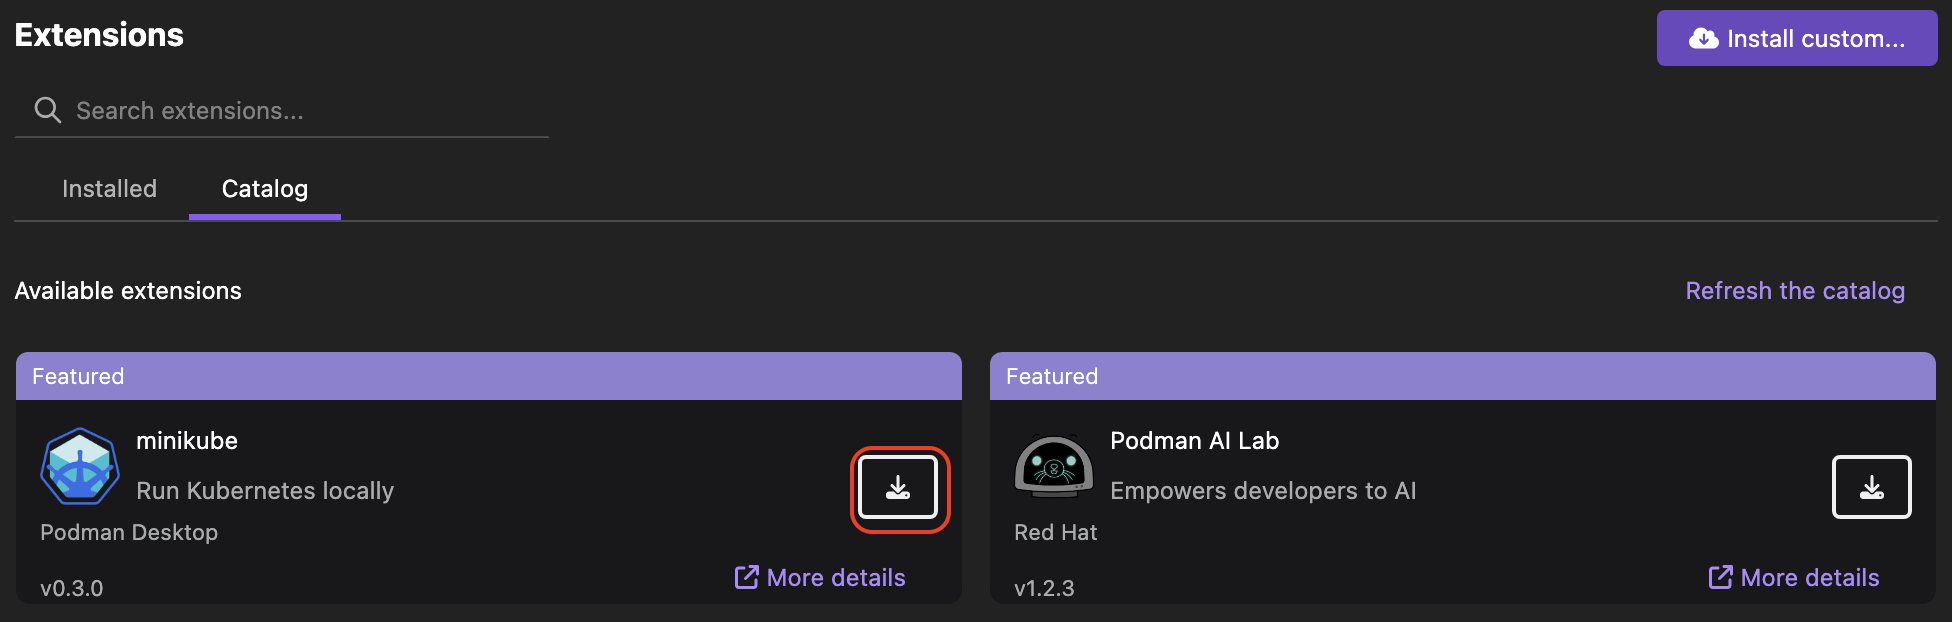 Extensions
Install custom...
Search extensions...
Installed
Catalog
Available extensions
Refresh the catalog
Featured
minikube
Run Kubernetes locally
Podman Desktop
v0.3.0
More details
Featured
Podman AI Lab
Empowers developers to AI
Red Hat
v1.2.3
More details